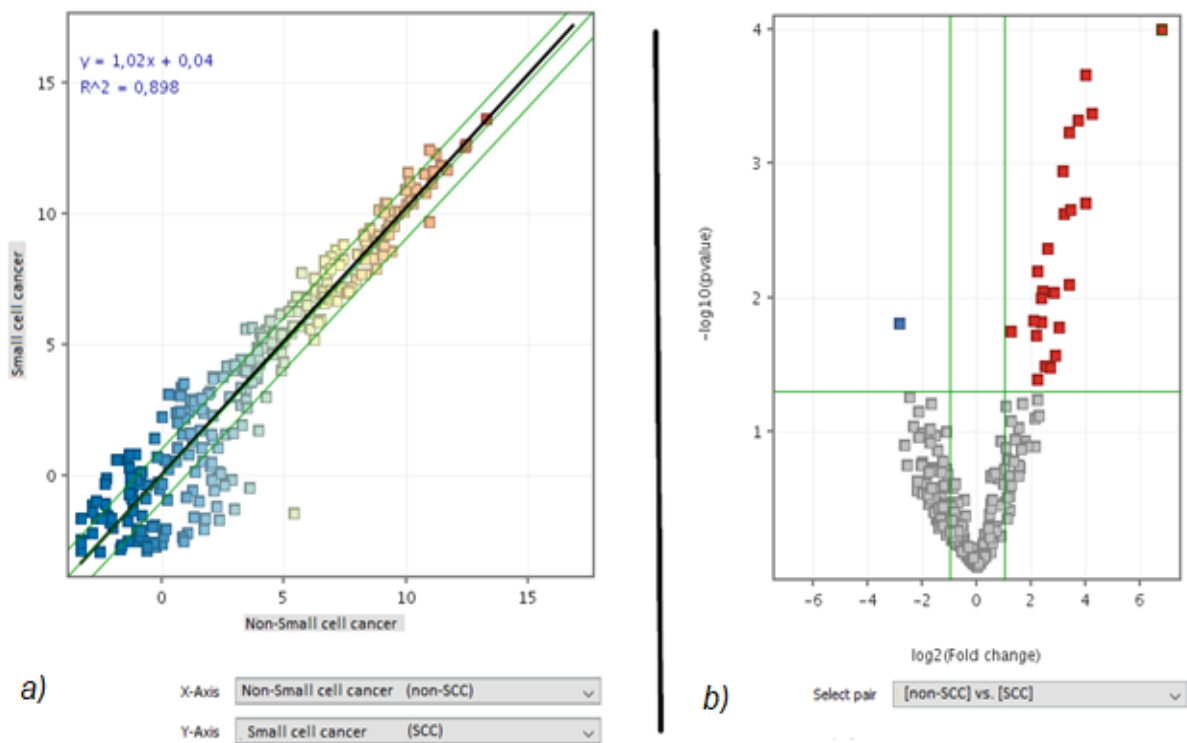 y = 1,02x + 0,04
R^2 = 0,898
15
10
5
0
Small cell cancer
0
5
10
15
Non-Small cell cancer
a)
X-Axis Non-Small cell cancer (non-SCC)
Y-Axis Small cell cancer (SCC)
4
3
2
1
-log10(pvalue)
-6
-4
-2
0
2
4
6
log2(Fold change)
b)
Select pair [non-SCC] vs. [SCC]